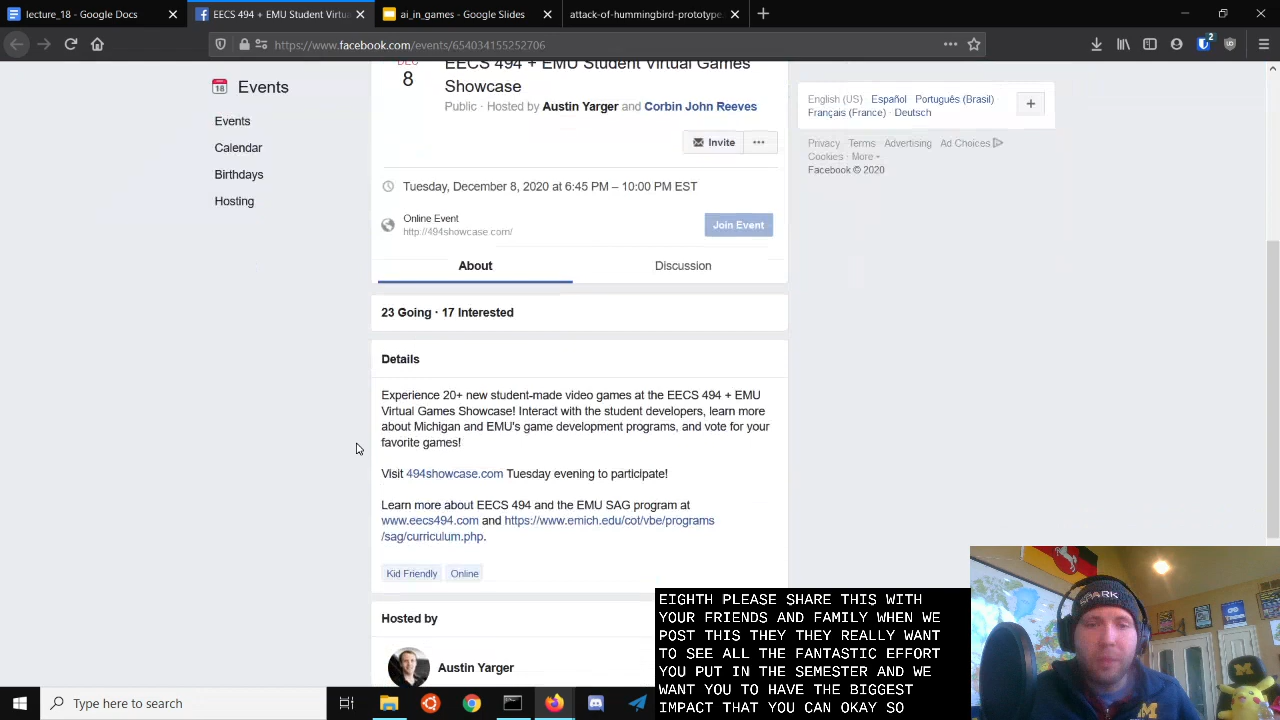 lecture_18 - Google Docs
EECS 494 + EMU Student Virtua
ai_in_games - Google Slides
attack-of-hummingbird-prototype
https://www.facebook.com/events/654034155252706
2
18
Events
Events
Calendar
Birthdays
Hosting
DEC
8
EECS 494 + EMU Student Virtual Games
Showcase
Public · Hosted by Austin Yarger and Corbin John Reeves
Invite
Tuesday, December 8, 2020 at 6:45 PM – 10:00 PM EST
Online Event
http://494showcase.com/
Join Event
About
Discussion
23 Going · 17 Interested
Details
Experience 20+ new student-made video games at the EECS 494 + EMU
Virtual Games Showcase! Interact with the student developers, learn more
about Michigan and EMU's game development programs, and vote for your
favorite games!
Visit 494showcase.com Tuesday evening to participate!
Learn more about EECS 494 and the EMU SAG program at
www.eecs494.com and https://www.emich.edu/cot/vbe/programs
/sag/curriculum.php.
Kid Friendly
Online
Hosted by
Austin Yarger
English (US) · Español · Português (Brasil) ·
Français (France) · Deutsch
Privacy · Terms · Advertising · Ad Choices
Cookies · More
Facebook © 2020
EIGHTH PLEASE SHARE THIS WITH
YOUR FRIENDS AND FAMILY WHEN WE
POST THIS THEY THEY REALLY WANT
TO SEE ALL THE FANTASTIC EFFORT
YOU PUT IN THE SEMESTER AND WE
WANT YOU TO HAVE THE BIGGEST
IMPACT THAT YOU CAN OKAY SO
SPARK
M
Type here to search